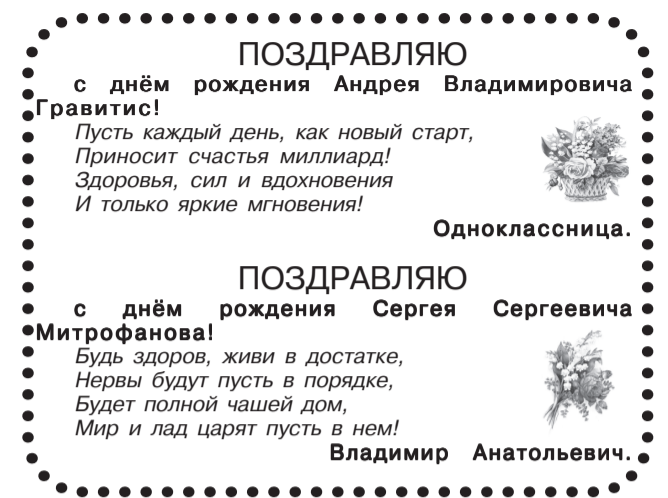 ПОЗДРАВЛЯЮ
с днём рождения Андрея Владимировича
Гравитис!
Пусть каждый день, как новый старт,
Приносит счастья миллиард!
Здоровья, сил и вдохновения
И только яркие мгновения!
Одноклассница.
ПОЗДРАВЛЯЮ
с днём рождения Сергея Сергеевича
Митрофанова!
Будь здоров, живи в достатке,
Нервы будут пусть в порядке,
Будет полной чашей дом,
Мир и лад царят пусть в нем!
Владимир Анатольевич.